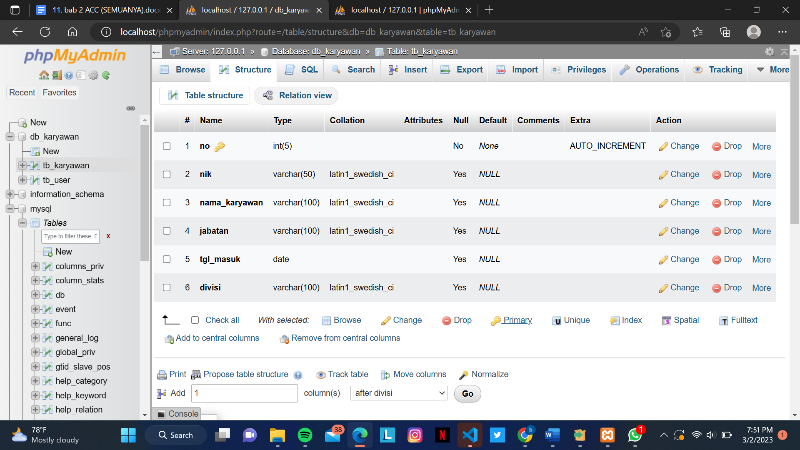 11. bab 2 ACC (SEMUANYA).docx
localhost / 127.0.0.1 / db_karyaw
localhost / 127.0.0.1 | phpMyAdm
localhost/phpmyadmin/index.php?route=/table/structure&db=db_karyawan&table=tb_karyawan
phpMyAdmin
Recent Favorites
New
db_karyawan
New
tb_karyawan
tb_user
information_schema
mysql
Tables
Type to filter these x
New
columns_priv
column_stats
db
event
func
general_log
global_priv
gtid_slave_pos
help_category
help_keyword
help_relation
Server: 127.0.0.1 » Database: db_karyawan » Table: tb_karyawan
Browse Structure SQL Search Insert Export Import Privileges Operations Tracking More
Table structure Relation view
# Name Type Collation Attributes Null Default Comments Extra Action
1 no int(5) No None AUTO_INCREMENT Change Drop More
2 nik varchar(50) latin1_swedish_ci Yes NULL Change Drop More
3 nama_karyawan varchar(100) latin1_swedish_ci Yes NULL Change Drop More
4 jabatan varchar(100) latin1_swedish_ci Yes NULL Change Drop More
5 tgl_masuk date Yes NULL Change Drop More
6 divisi varchar(100) latin1_swedish_ci Yes NULL Change Drop More
Check all With selected: Browse Change Drop Primary Unique Index Spatial Fulltext
Add to central columns Remove from central columns
Print Propose table structure Track table Move columns Normalize
Add 1 column(s) after divisi Go
Console
78°F
Mostly cloudy
Search
38
1
7:51 PM
3/2/2023
1